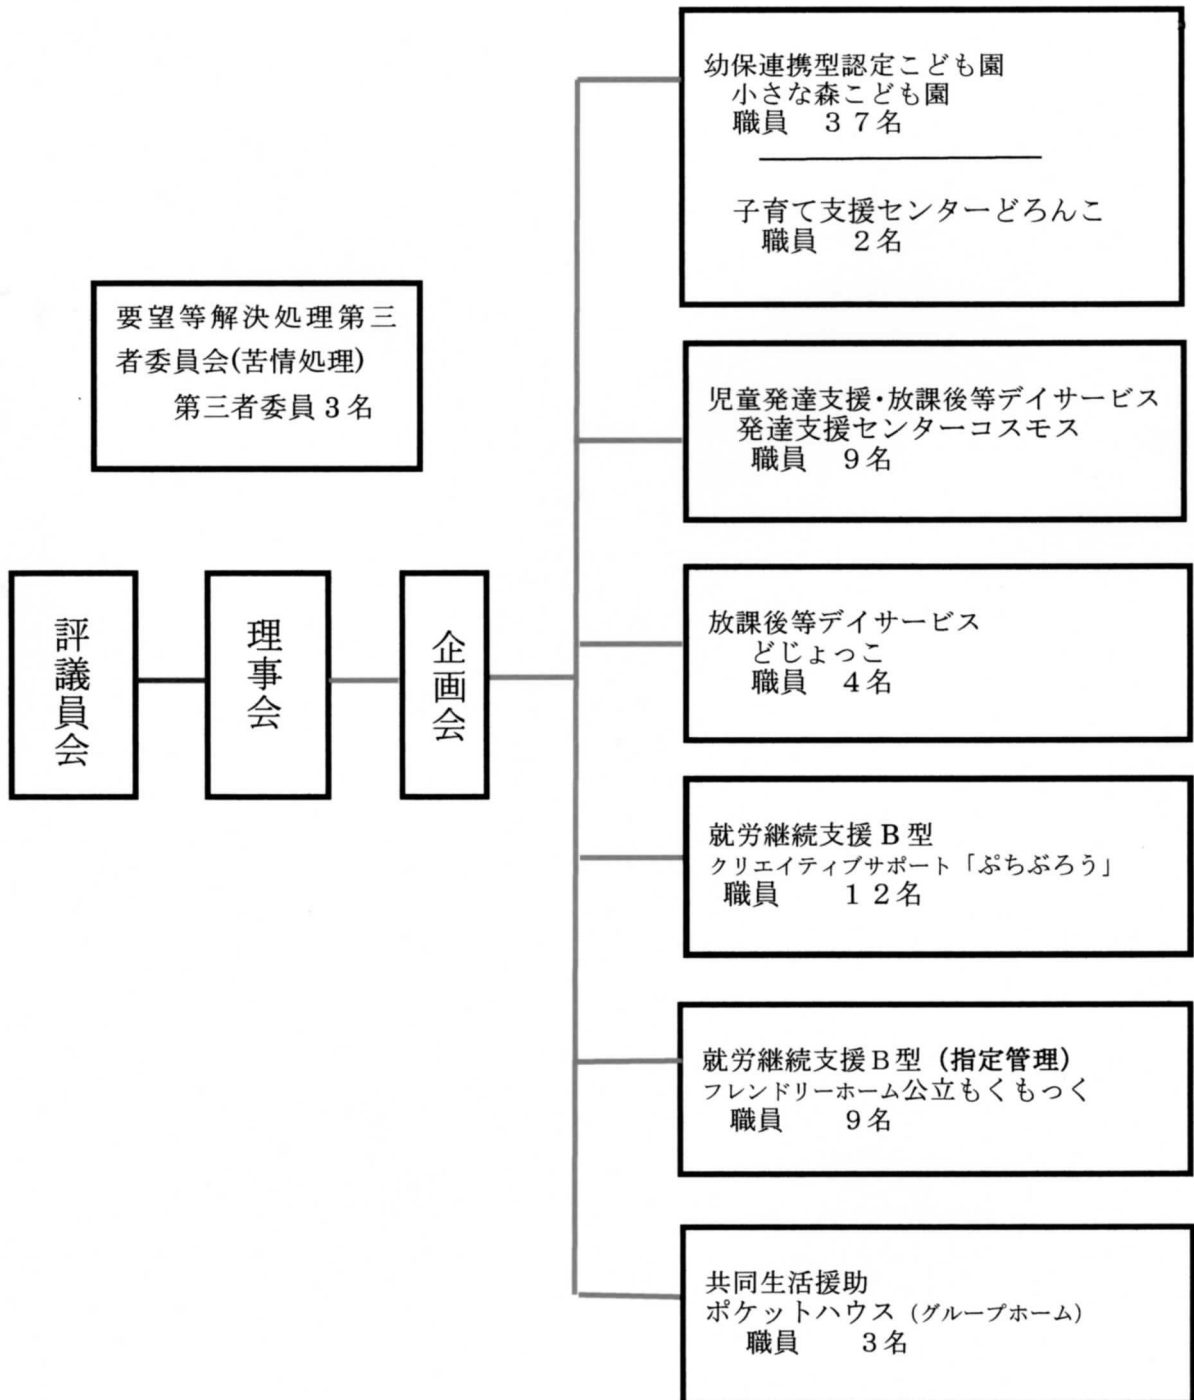 幼保連携型認定こども園
小さな森こども園
職員　３７名
子育て支援センターどろんこ
職員　２名
要望等解決処理第三
者委員会(苦情処理)
第三者委員 3 名
児童発達支援・放課後等デイサービス
発達支援センターコスモス
職員　９名
評議員会
理事会
企画会
放課後等デイサービス
どじょっこ
職員　４名
就労継続支援 B 型
クリエイティブサポート「ぷちぶろう」
職員　　１２名
就労継続支援Ｂ型（指定管理）
フレンドリーホーム公立もくもっく
職員　　９名
共同生活援助
ポケットハウス（グループホーム）
職員　　３名